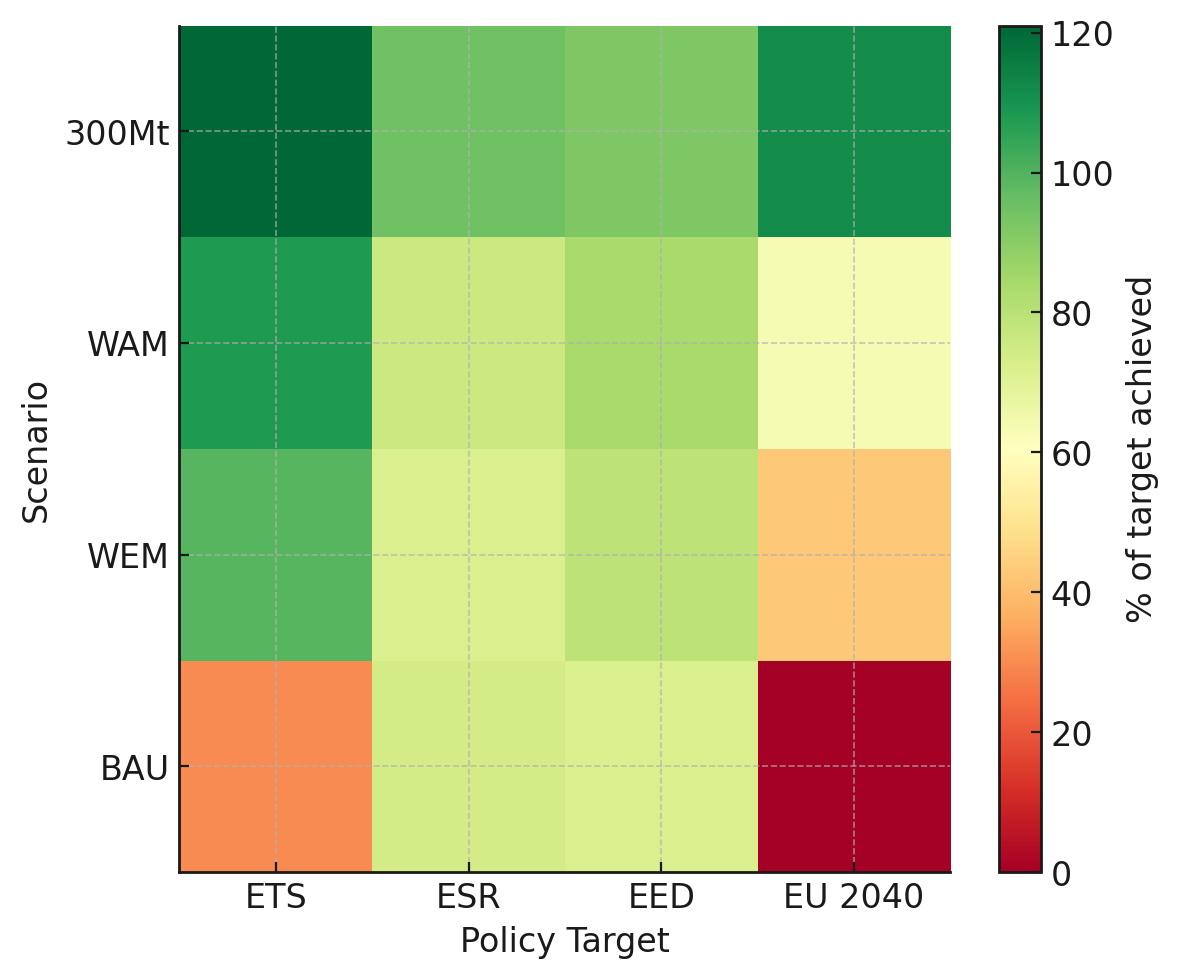 120
300Mt
100
WAM
80
60
WEM
40
20
BAU
0
Scenario
% of target achieved
ETS ESR EED EU 2040
Policy Target